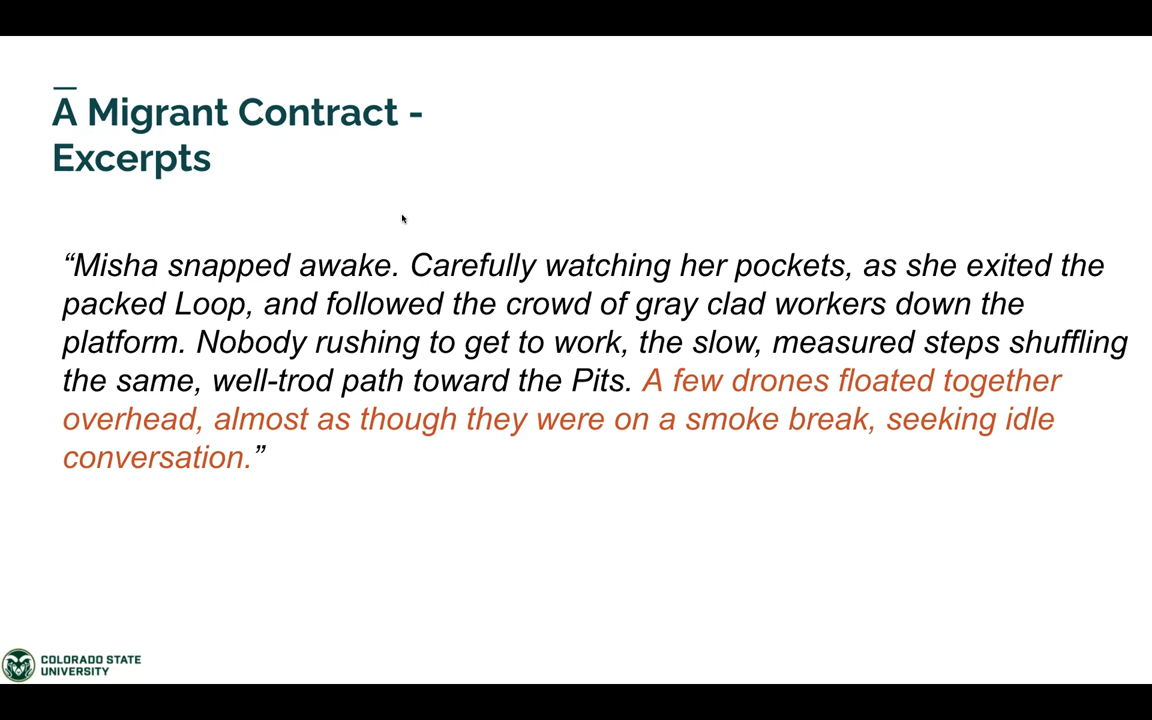 A Migrant Contract -
Excerpts
“Misha snapped awake. Carefully watching her pockets, as she exited the
packed Loop, and followed the crowd of gray clad workers down the
platform. Nobody rushing to get to work, the slow, measured steps shuffling
the same, well-trod path toward the Pits. A few drones floated together
overhead, almost as though they were on a smoke break, seeking idle
conversation.”
COLORADO STATE
UNIVERSITY